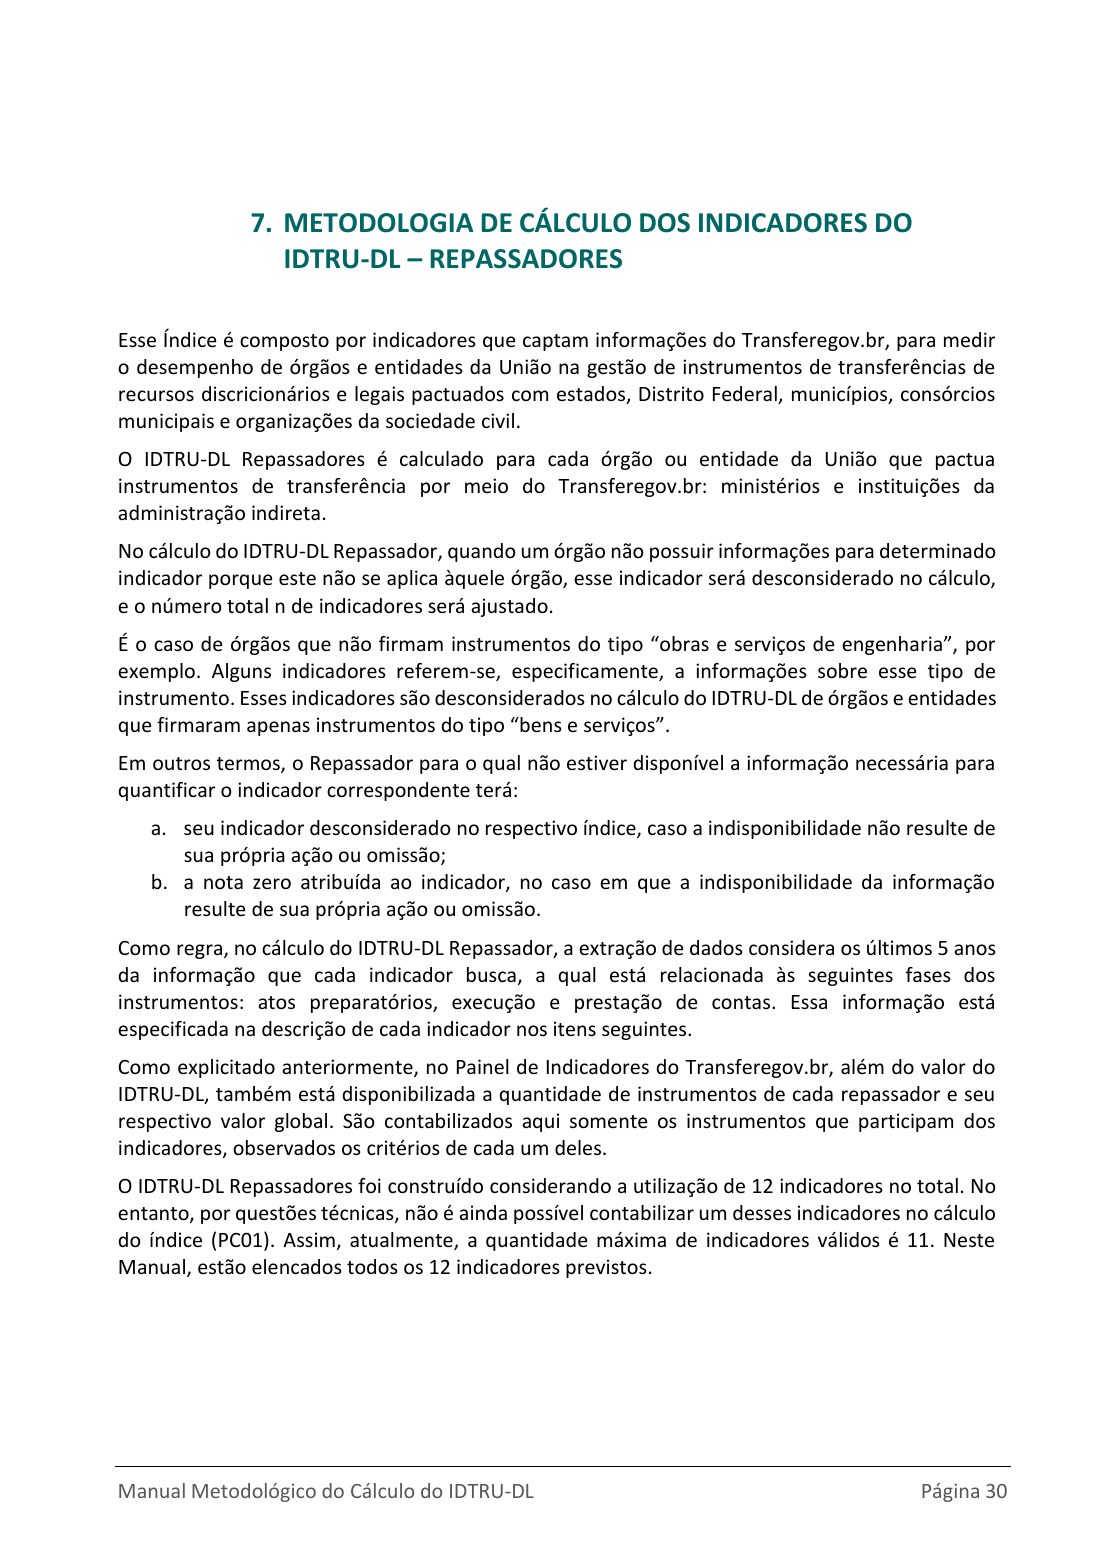 7. METODOLOGIA DE CÁLCULO DOS INDICADORES DO
IDTRU-DL – REPASSADORES
Esse Índice é composto por indicadores que captam informações do Transferegov.br, para medir
o desempenho de órgãos e entidades da União na gestão de instrumentos de transferências de
recursos discricionários e legais pactuados com estados, Distrito Federal, municípios, consórcios
municipais e organizações da sociedade civil.
O IDTRU-DL Repassadores é calculado para cada órgão ou entidade da União que pactua
instrumentos de transferência por meio do Transferegov.br: ministérios e instituições da
administração indireta.
No cálculo do IDTRU-DL Repassador, quando um órgão não possuir informações para determinado
indicador porque este não se aplica àquele órgão, esse indicador será desconsiderado no cálculo,
e o número total n de indicadores será ajustado.
É o caso de órgãos que não firmam instrumentos do tipo “obras e serviços de engenharia”, por
exemplo. Alguns indicadores referem-se, especificamente, a informações sobre esse tipo de
instrumento. Esses indicadores são desconsiderados no cálculo do IDTRU-DL de órgãos e entidades
que firmaram apenas instrumentos do tipo “bens e serviços”.
Em outros termos, o Repassador para o qual não estiver disponível a informação necessária para
quantificar o indicador correspondente terá:
a. seu indicador desconsiderado no respectivo índice, caso a indisponibilidade não resulte de
sua própria ação ou omissão;
b. a nota zero atribuída ao indicador, no caso em que a indisponibilidade da informação
resulte de sua própria ação ou omissão.
Como regra, no cálculo do IDTRU-DL Repassador, a extração de dados considera os últimos 5 anos
da informação que cada indicador busca, a qual está relacionada às seguintes fases dos
instrumentos: atos preparatórios, execução e prestação de contas. Essa informação está
especificada na descrição de cada indicador nos itens seguintes.
Como explicitado anteriormente, no Painel de Indicadores do Transferegov.br, além do valor do
IDTRU-DL, também está disponibilizada a quantidade de instrumentos de cada repassador e seu
respectivo valor global. São contabilizados aqui somente os instrumentos que participam dos
indicadores, observados os critérios de cada um deles.
O IDTRU-DL Repassadores foi construído considerando a utilização de 12 indicadores no total. No
entanto, por questões técnicas, não é ainda possível contabilizar um desses indicadores no cálculo
do índice (PC01). Assim, atualmente, a quantidade máxima de indicadores válidos é 11. Neste
Manual, estão elencados todos os 12 indicadores previstos.
Manual Metodológico do Cálculo do IDTRU-DL Página 30